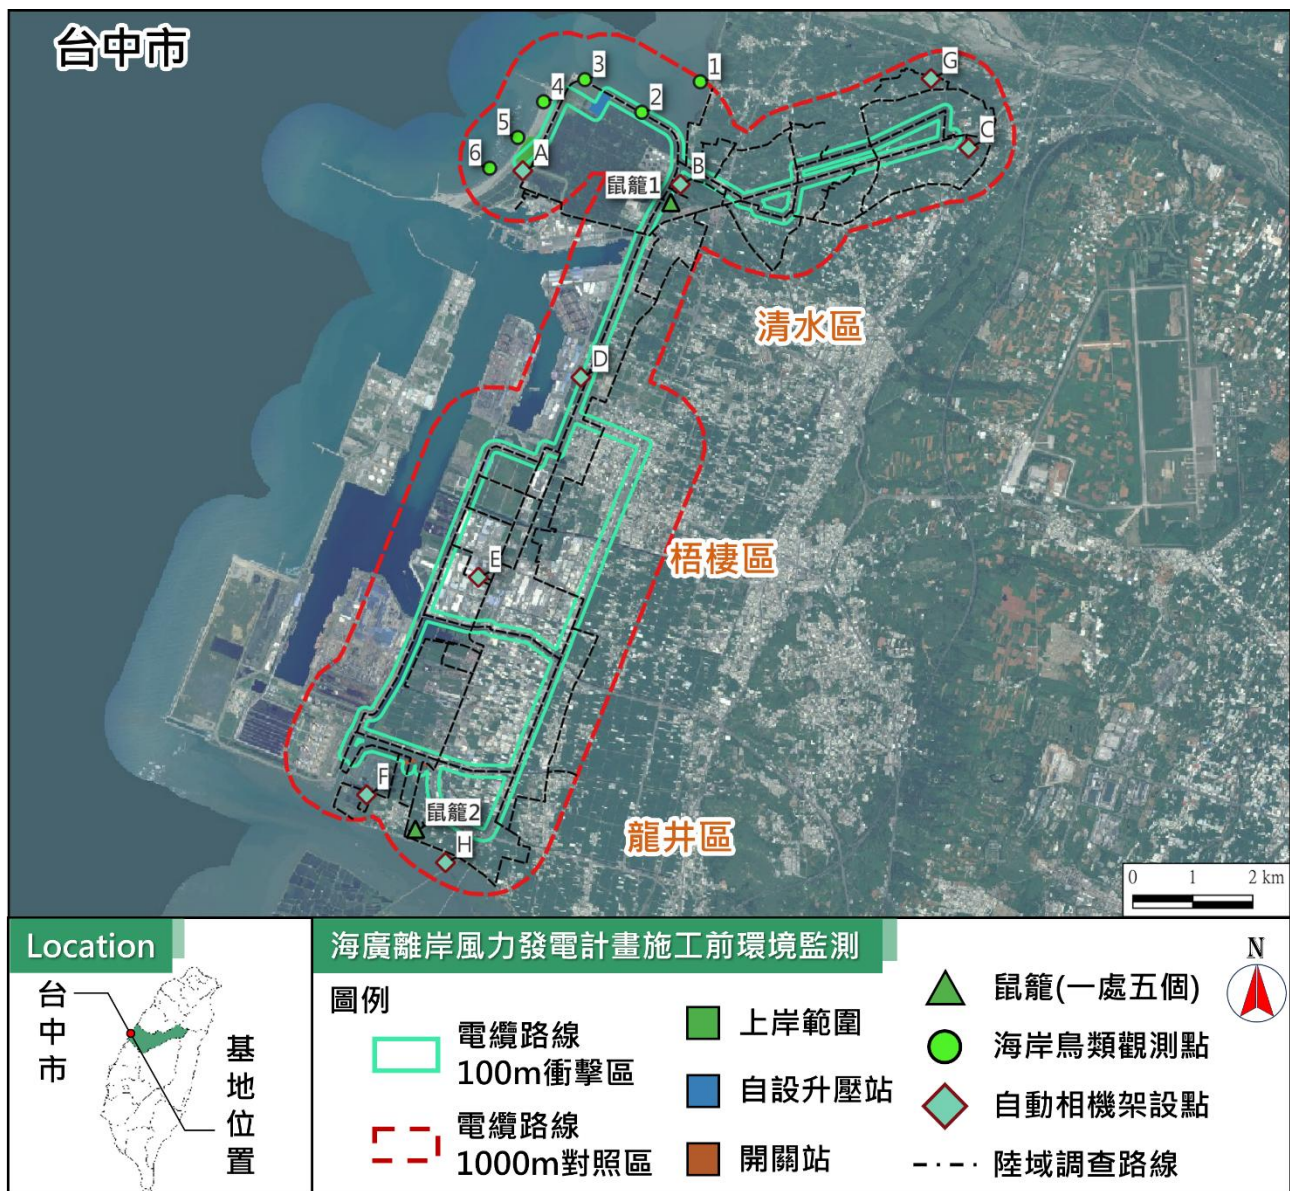 台中市
3
1
G
4
2
5
C
6
A
B
鼠籠1
清水區
D
梧棲區
E
F
鼠籠2
龍井區
H
0 1 2 km
Location
台中市
基地位置
海廣離岸風力發電計畫施工前環境監測
圖例
電纜路線
100m衝擊區
電纜路線
1000m對照區
上岸範圍
自設升壓站
開關站
鼠籠(一處五個)
海岸鳥類觀測點
自動相機架設點
陸域調查路線
N